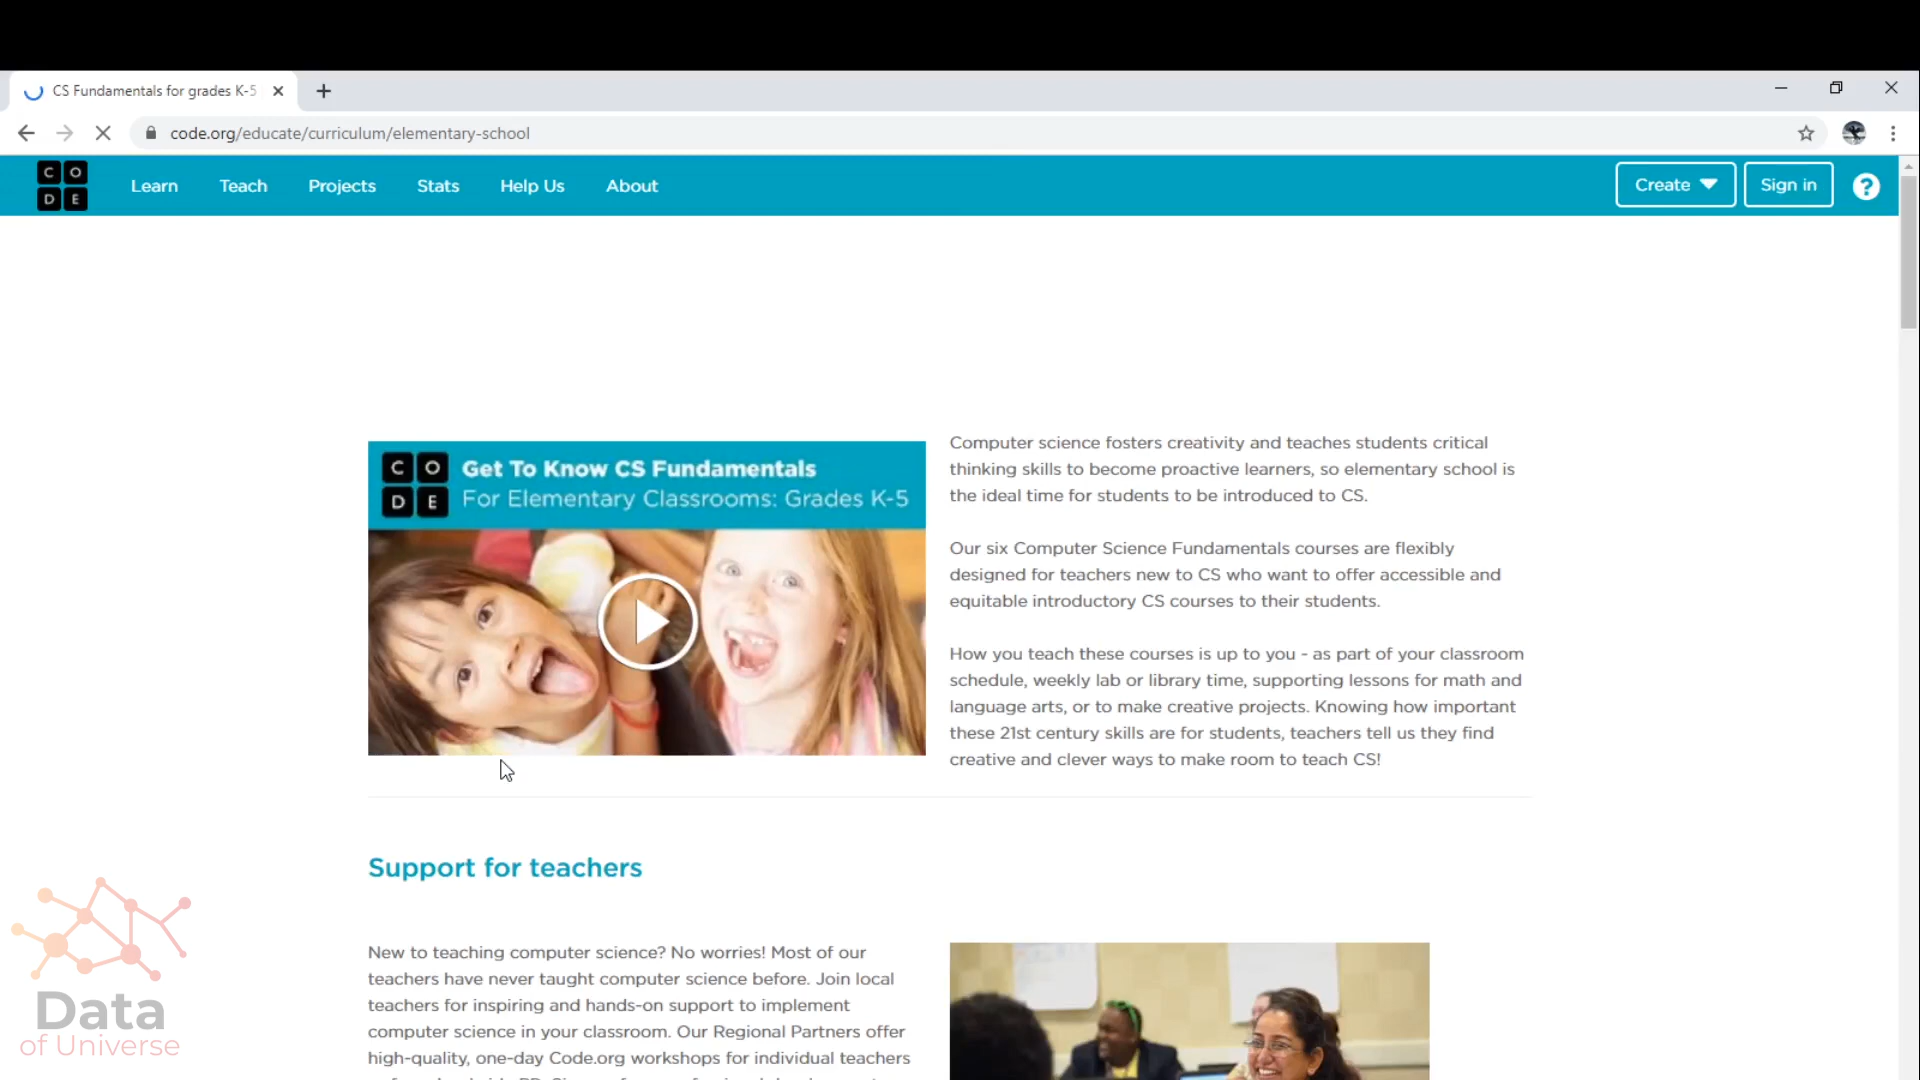 CS Fundamentals for grades K-5
code.org/educate/curriculum/elementary-school
C O
D E
Learn
Teach
Projects
Stats
Help Us
About
Create
Sign in
?
C O
D E
Get To Know CS Fundamentals
For Elementary Classrooms: Grades K-5
Computer science fosters creativity and teaches students critical
thinking skills to become proactive learners, so elementary school is
the ideal time for students to be introduced to CS.
Our six Computer Science Fundamentals courses are flexibly
designed for teachers new to CS who want to offer accessible and
equitable introductory CS courses to their students.
How you teach these courses is up to you - as part of your classroom
schedule, weekly lab or library time, supporting lessons for math and
language arts, or to make creative projects. Knowing how important
these 21st century skills are for students, teachers tell us they find
creative and clever ways to make room to teach CS!
Support for teachers
New to teaching computer science? No worries! Most of our
teachers have never taught computer science before. Join local
teachers for inspiring and hands-on support to implement
computer science in your classroom. Our Regional Partners offer
high-quality, one-day Code.org workshops for individual teachers
Data
of Universe